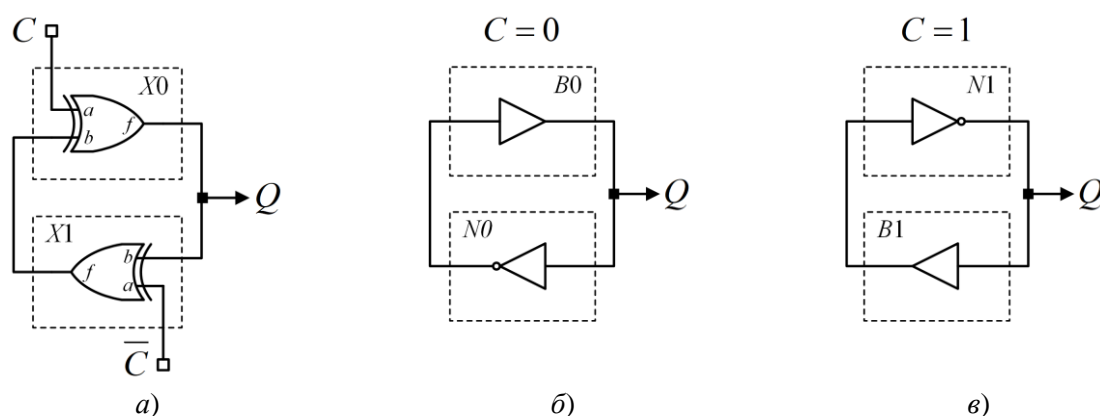 C
X0
a
b
f
Q
X1
b
f
a
C̅
а)
C = 0
B0
Q
N0
б)
C = 1
N1
Q
B1
в)